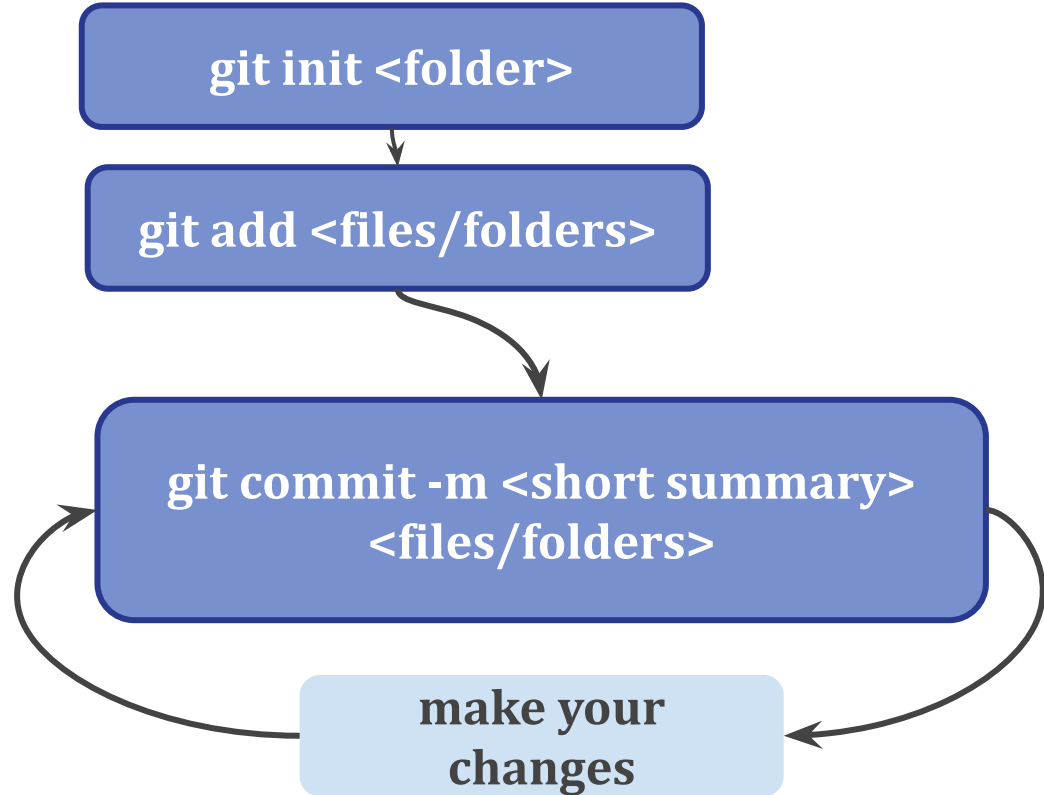 git init <folder>
git add <files/folders>
git commit -m <short summary>
<files/folders>
make your
changes